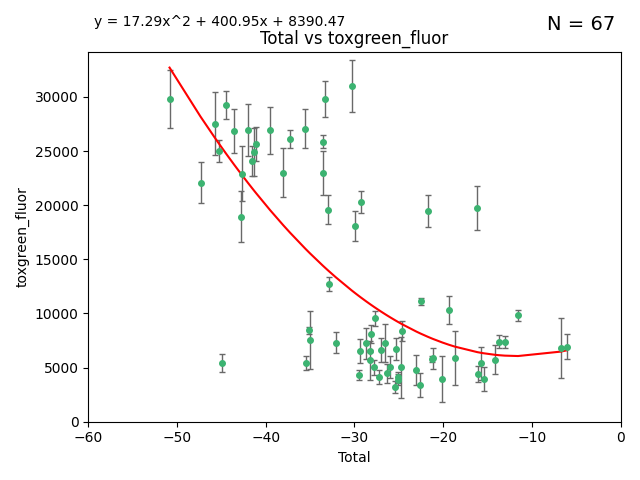 y = 17.29x^2 + 400.95x + 8390.47
N = 67
Total vs toxgreen_fluor
30000
25000
20000
15000
10000
5000
0
toxgreen_fluor
−60 −50 −40 −30 −20 −10 0
Total